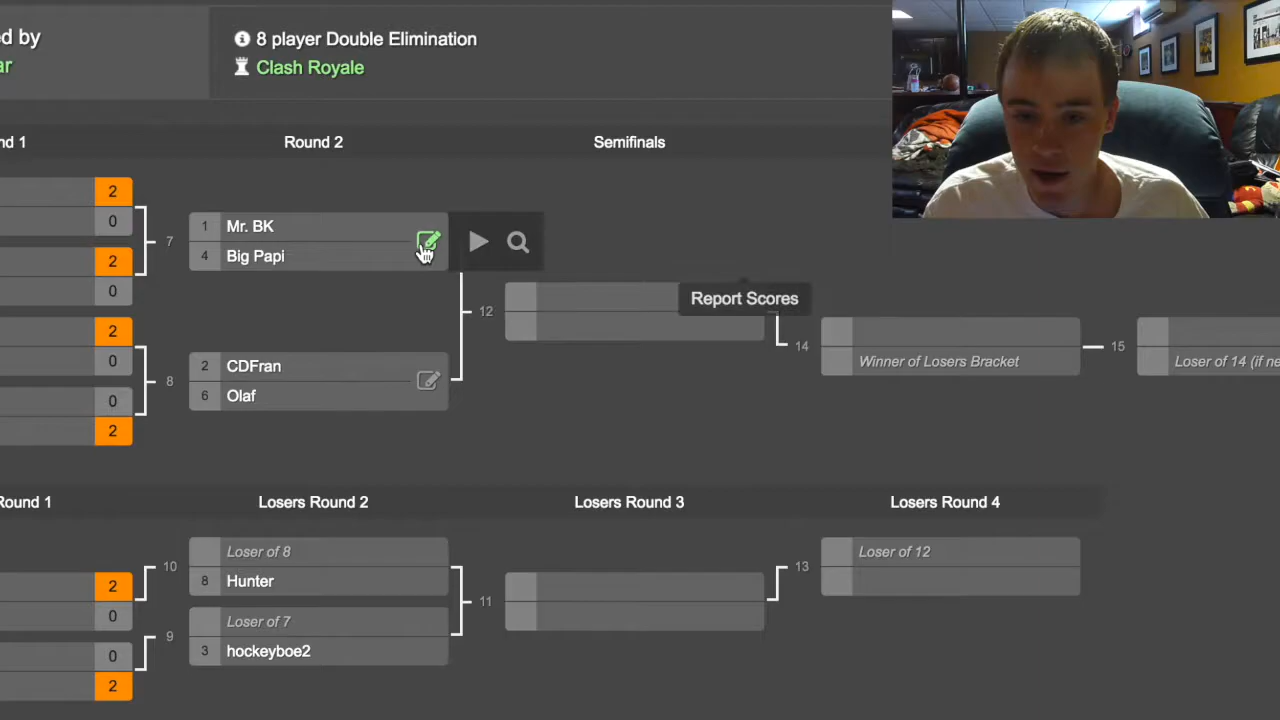 ed by
ar
8 player Double Elimination
Clash Royale
nd 1
Round 2
Semifinals
2
0
2
0
7
1 Mr. BK
4 Big Papi
12
Report Scores
14
Winner of Losers Bracket
15
Loser of 14 (if ne
2
0
0
2
8
2 CDFran
6 Olaf
Round 1
Losers Round 2
Losers Round 3
Losers Round 4
2
0
10
Loser of 8
8 Hunter
11
13
Loser of 12
0
2
9
Loser of 7
3 hockeyboe2